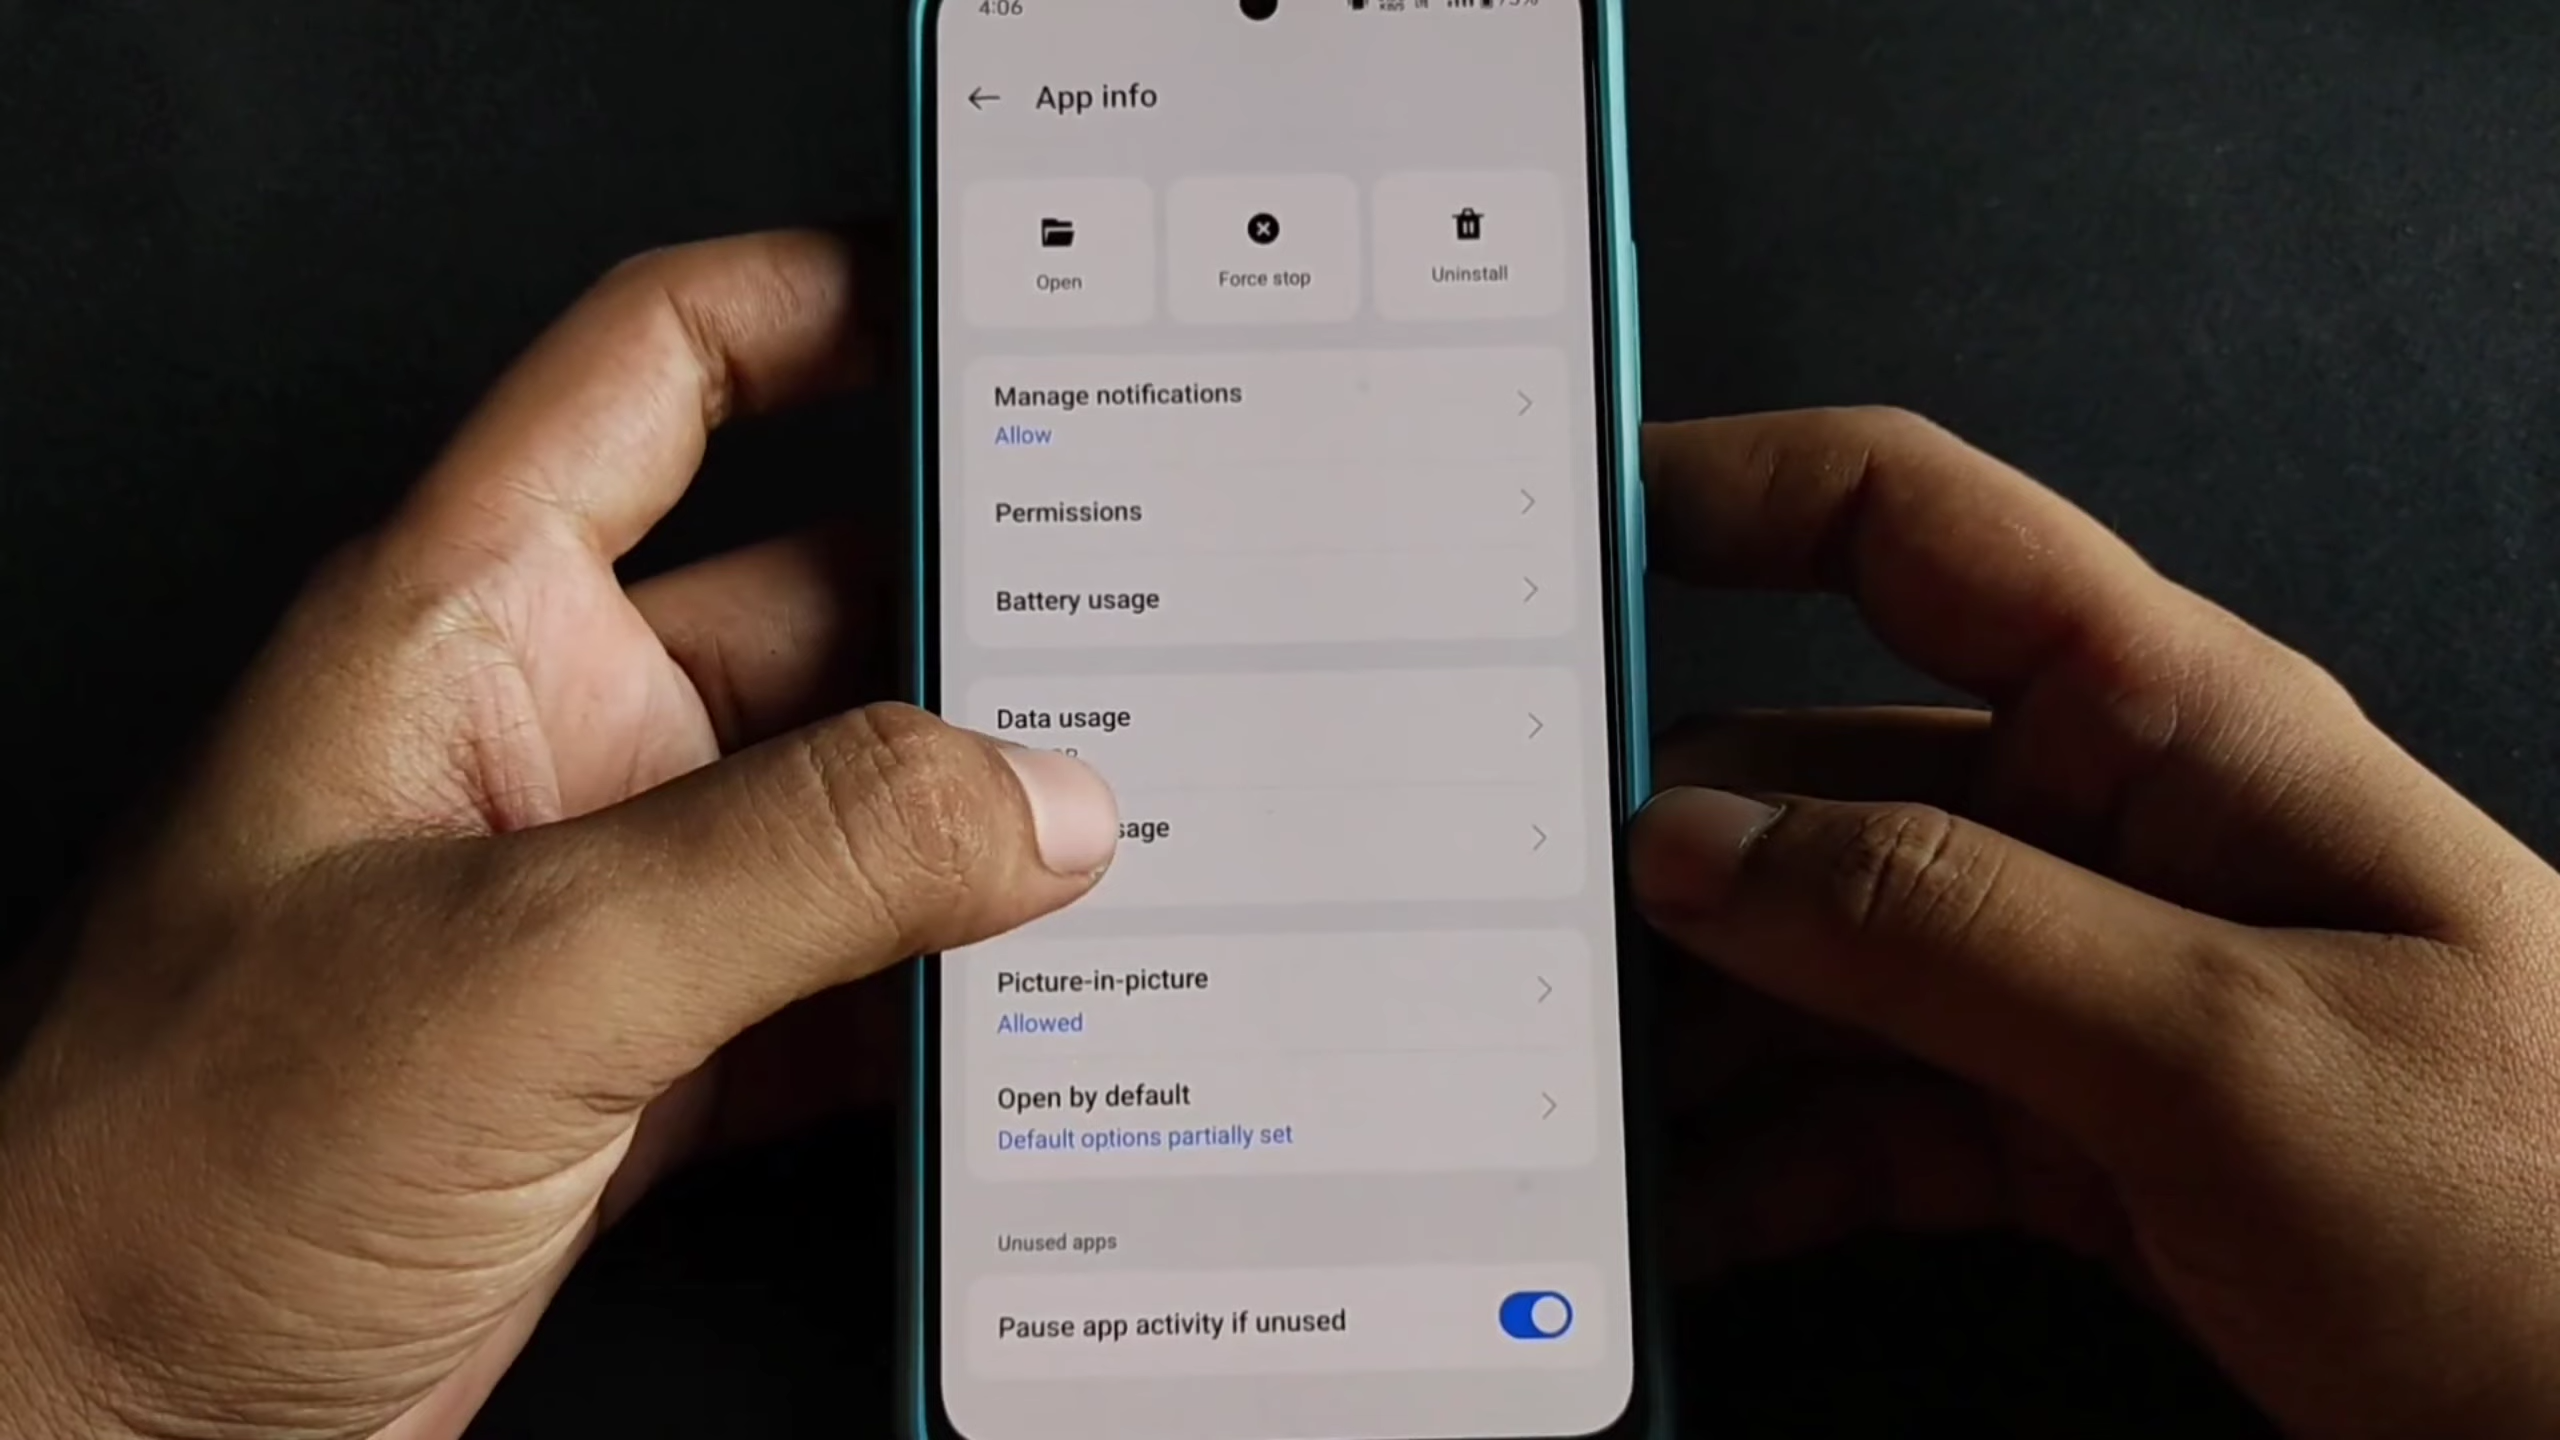 4:06
App info
Open
Force stop
Uninstall
Manage notifications
Allow
Permissions
Battery usage
Data usage
Picture-in-picture
Allowed
Open by default
Default options partially set
Unused apps
Pause app activity if unused